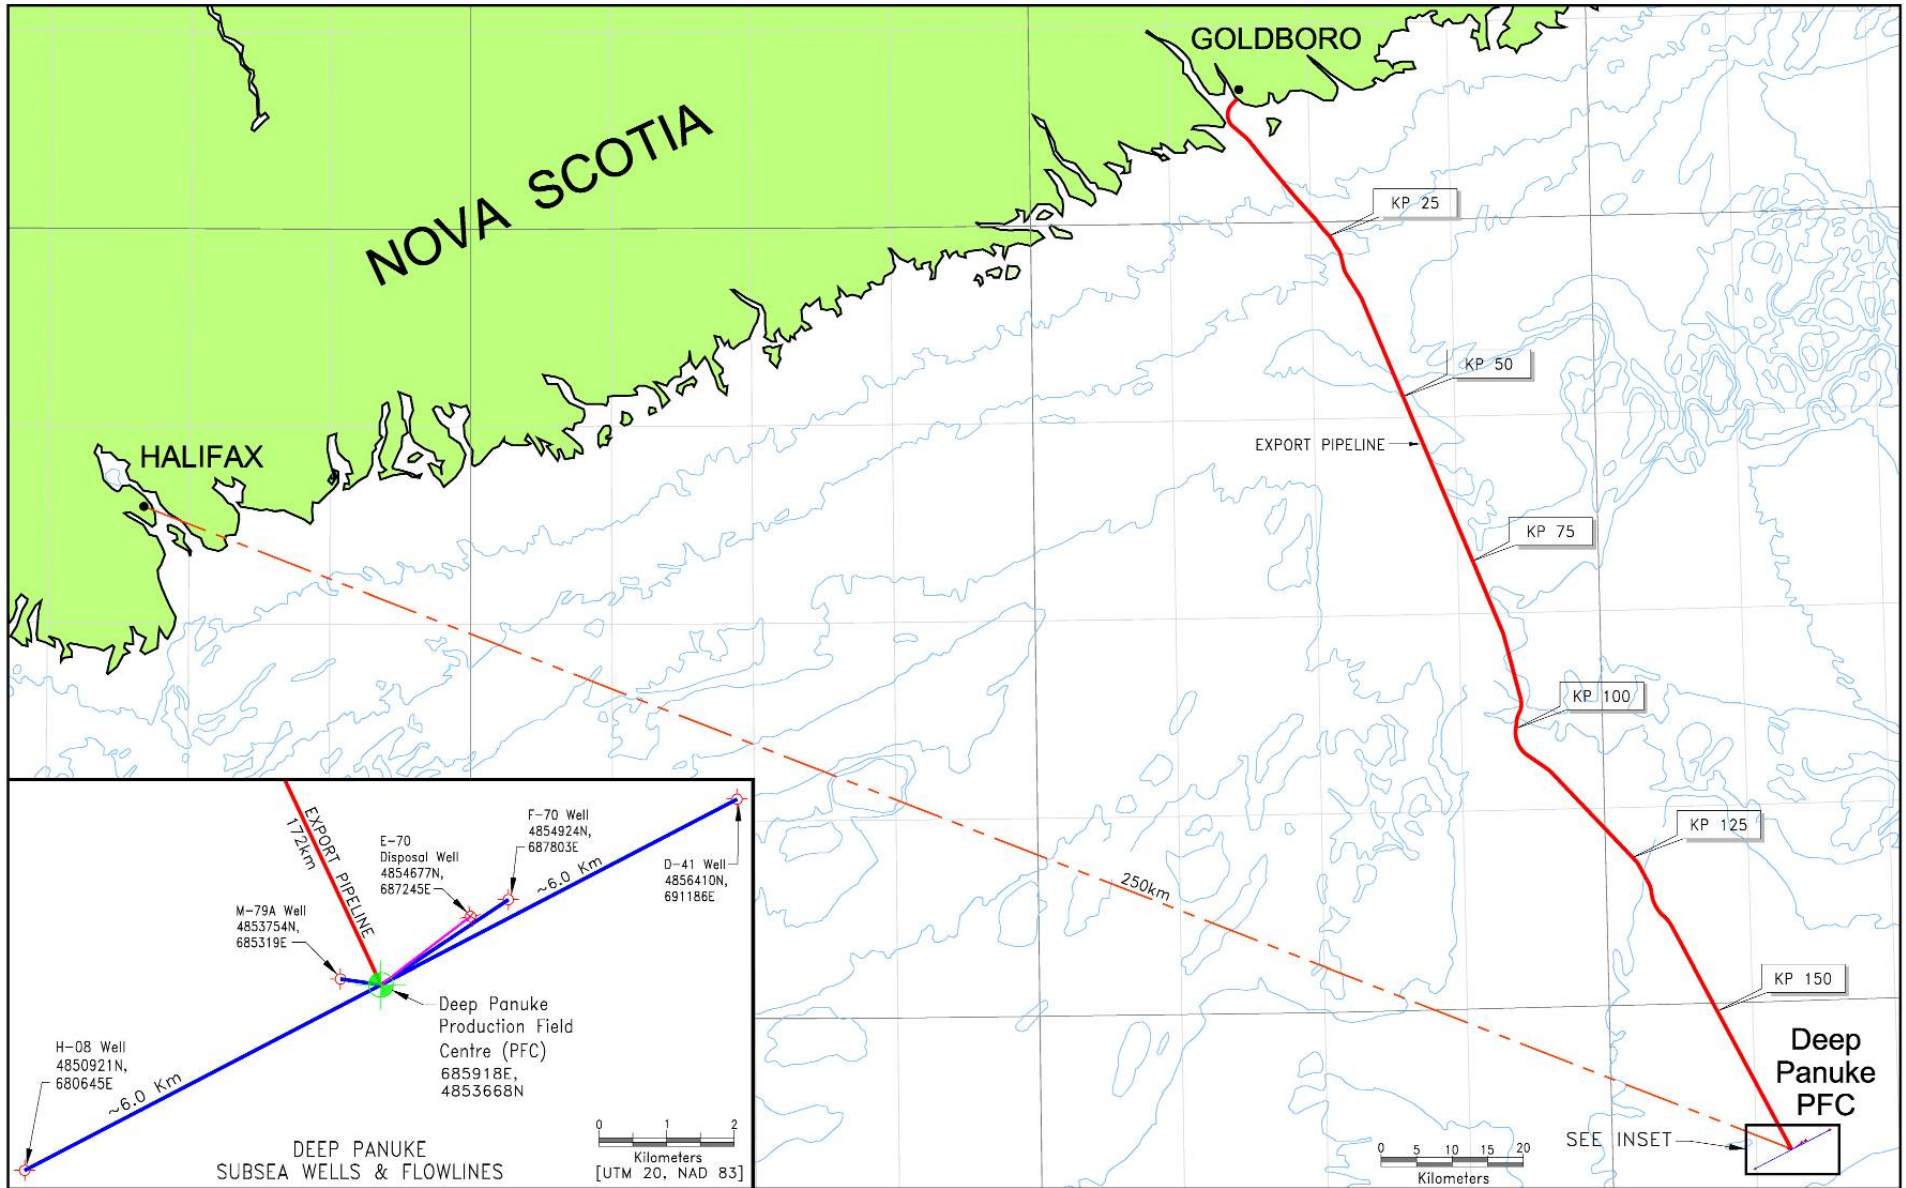 GOLDBORO
NOVA SCOTIA
KP 25
KP 50
EXPORT PIPELINE
HALIFAX
KP 75
KP 100
KP 125
250km
KP 150
Deep
Panuke
PFC
SEE INSET
0 5 10 15 20
Kilometers
EXPORT PIPELINE
172km
F-70 Well
4854924N,
687803E
E-70
Disposal Well
4854677N,
687245E
~6.0 Km
D-41 Well
4856410N,
691186E
M-79A Well
4853754N,
685319E
Deep Panuke
Production Field
Centre (PFC)
685918E,
4853668N
H-08 Well
4850921N,
680645E
~6.0 Km
DEEP PANUKE
SUBSEA WELLS & FLOWLINES
0 1 2
Kilometers
[UTM 20, NAD 83]